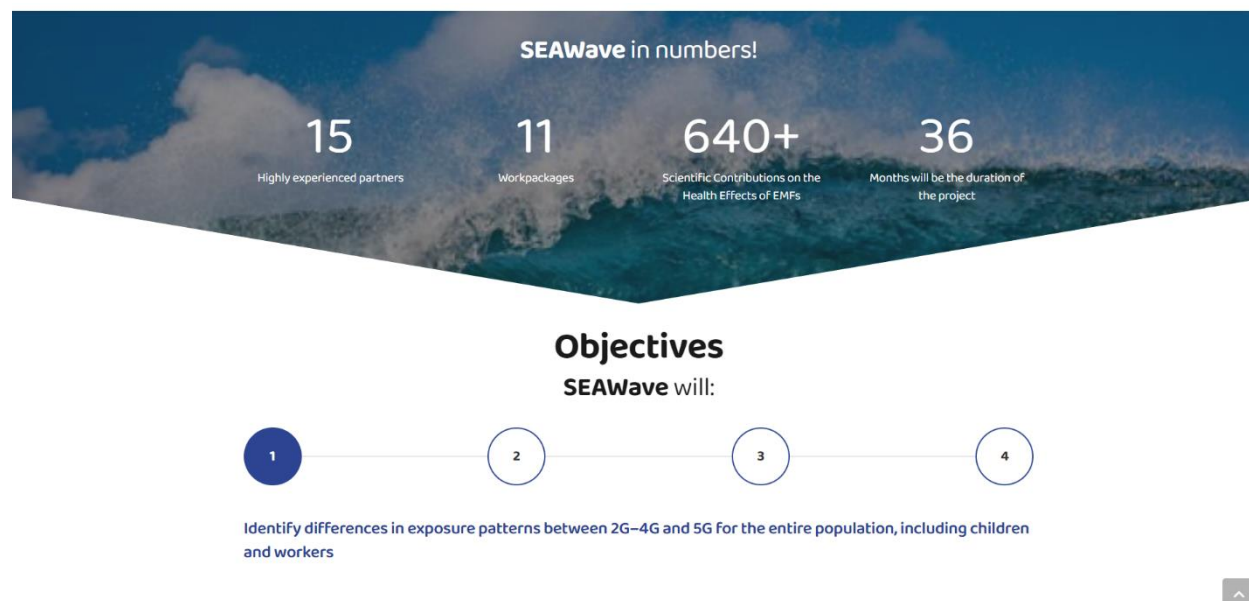 SEAWave in numbers!
15
Highly experienced partners
11
Workpackages
640+
Scientific Contributions on the
Health Effects of EMFs
36
Months will be the duration of
the project
Objectives
SEAWave will:
1
2
3
4
Identify differences in exposure patterns between 2G–4G and 5G for the entire population, including children
and workers